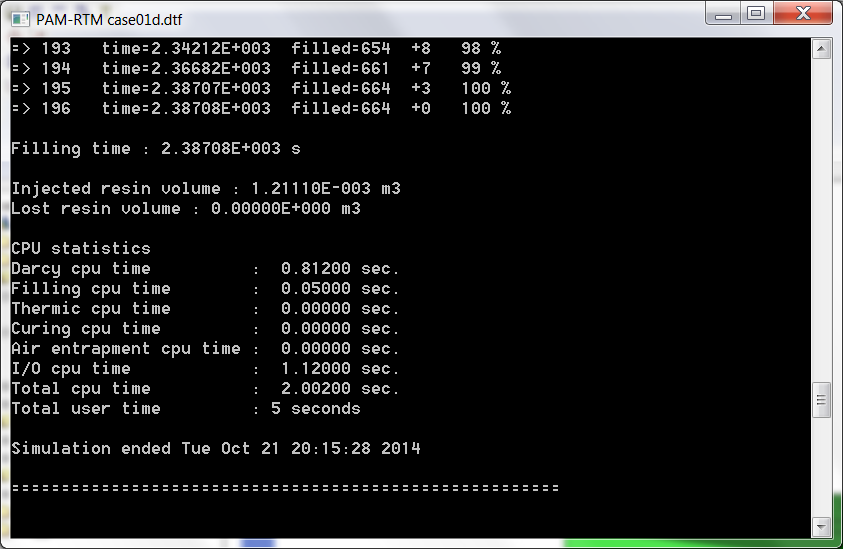 PAM-RTM case01d.dtf
=> 193   time=2.34212E+003  filled=654  +8   98 %
=> 194   time=2.36682E+003  filled=661  +7   99 %
=> 195   time=2.38707E+003  filled=664  +3   100 %
=> 196   time=2.38708E+003  filled=664  +0   100 %
Filling time : 2.38708E+003 s
Injected resin volume : 1.21110E-003 m3
Lost resin volume : 0.00000E+000 m3
CPU statistics
Darcy cpu time          :  0.81200 sec.
Filling cpu time        :  0.05000 sec.
Thermic cpu time        :  0.00000 sec.
Curing cpu time         :  0.00000 sec.
Air entrapment cpu time :  0.00000 sec.
I/O cpu time            :  1.12000 sec.
Total cpu time          :  2.00200 sec.
Total user time         : 5 seconds
Simulation ended Tue Oct 21 20:15:28 2014
=======================================================